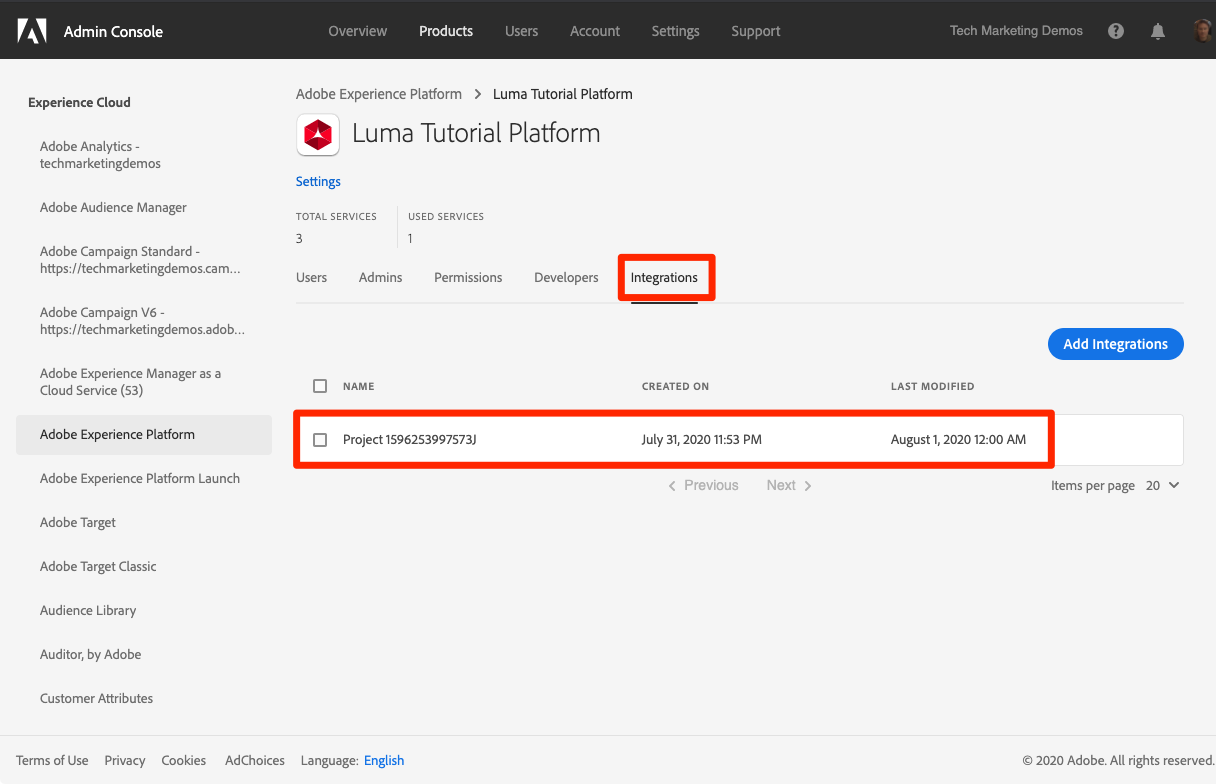 Admin Console
Overview Products Users Account Settings Support
Tech Marketing Demos
Experience Cloud
Adobe Analytics -
techmarketingdemos
Adobe Audience Manager
Adobe Campaign Standard -
https://techmarketingdemos.cam...
Adobe Campaign V6 -
https://techmarketingdemos.adob...
Adobe Experience Manager as a
Cloud Service (53)
Adobe Experience Platform
Adobe Experience Platform Launch
Adobe Target
Adobe Target Classic
Audience Library
Auditor, by Adobe
Customer Attributes
Adobe Experience Platform > Luma Tutorial Platform
Luma Tutorial Platform
Settings
TOTAL SERVICES USED SERVICES
3 1
Users Admins Permissions Developers Integrations
Add Integrations
NAME CREATED ON LAST MODIFIED
Project 1596253997573J July 31, 2020 11:53 PM August 1, 2020 12:00 AM
< Previous Next >
Items per page 20
Terms of Use Privacy Cookies AdChoices Language: English
© 2020 Adobe. All rights reserved.